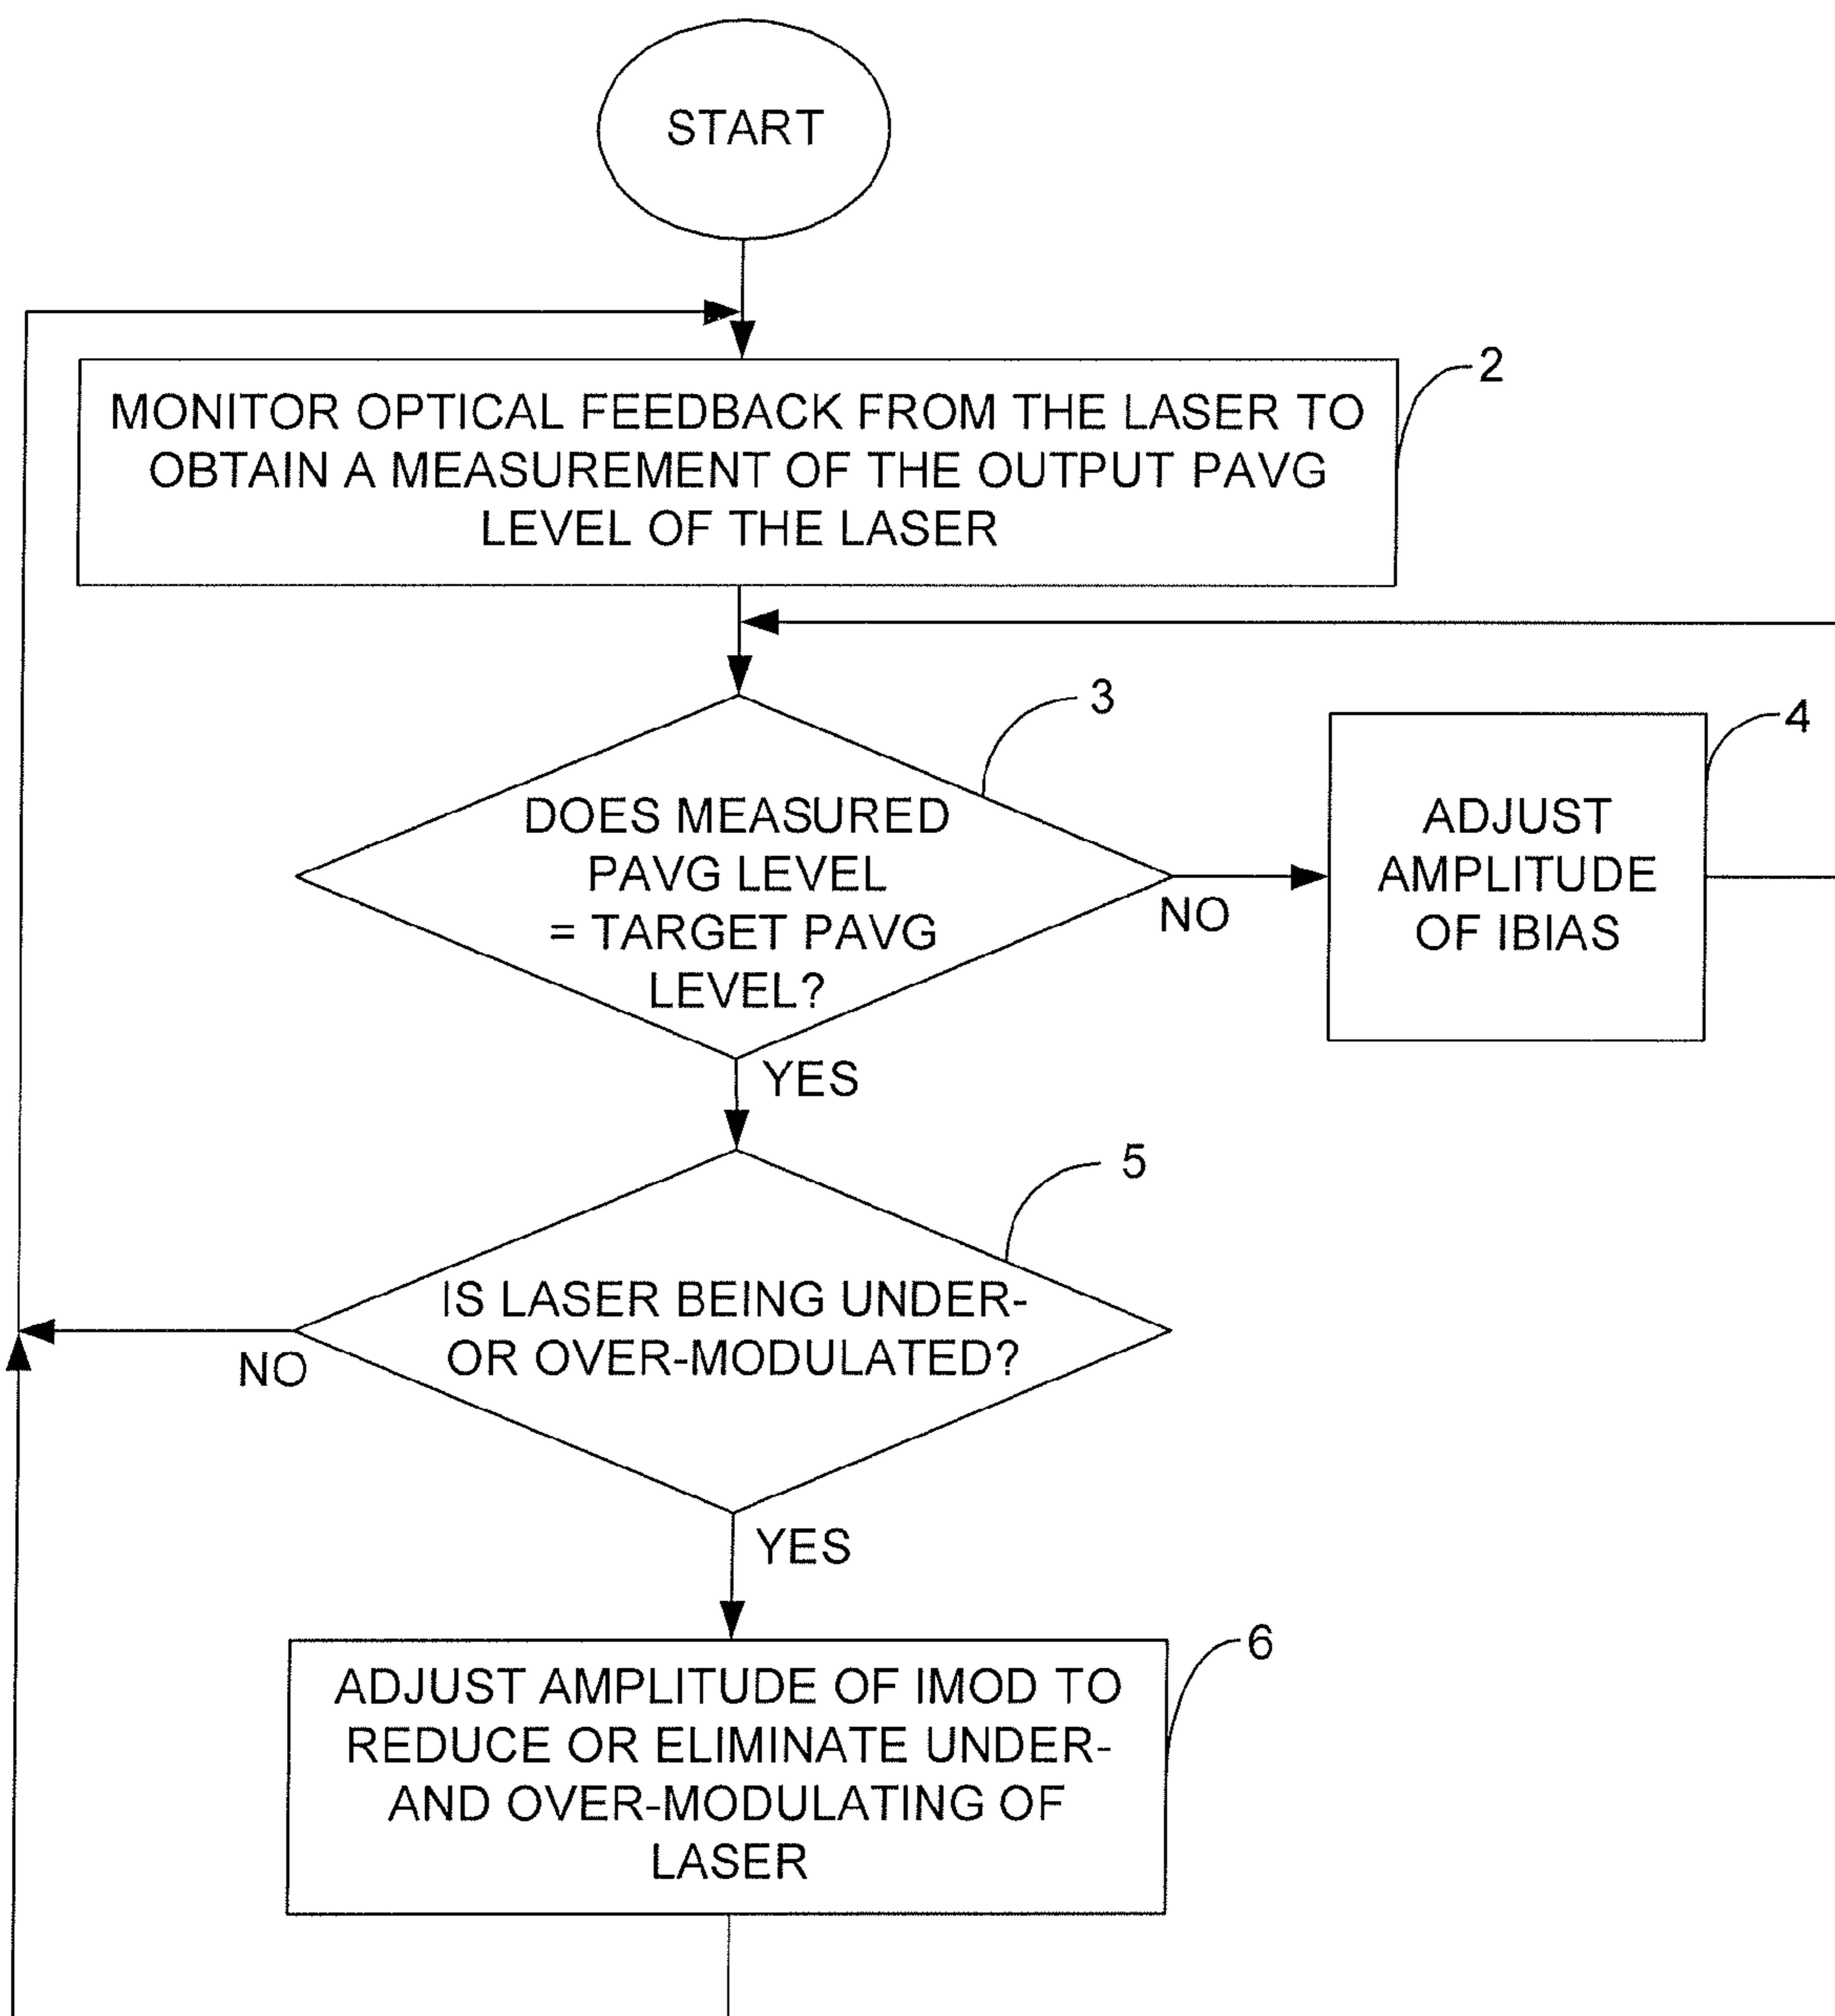 START
2
MONITOR OPTICAL FEEDBACK FROM THE LASER TO
OBTAIN A MEASUREMENT OF THE OUTPUT PAVG
LEVEL OF THE LASER
3
DOES MEASURED
PAVG LEVEL
= TARGET PAVG
LEVEL?
NO
4
ADJUST
AMPLITUDE
OF IBIAS
YES
5
IS LASER BEING UNDER-
OR OVER-MODULATED?
NO
YES
6
ADJUST AMPLITUDE OF IMOD TO
REDUCE OR ELIMINATE UNDER-
AND OVER-MODULATING OF
LASER